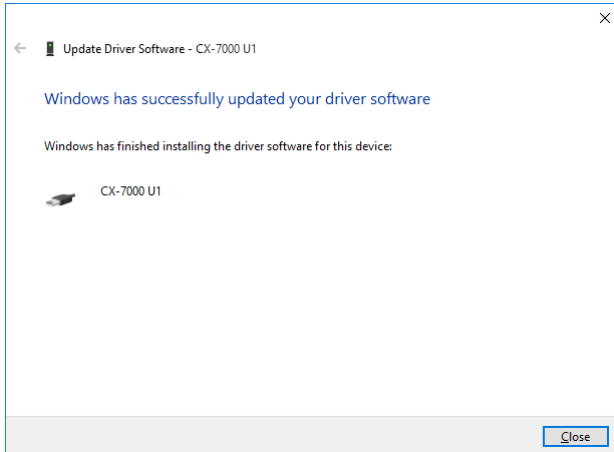 Update Driver Software - CX-7000 U1
Windows has successfully updated your driver software
Windows has finished installing the driver software for this device:
CX-7000 U1
Close